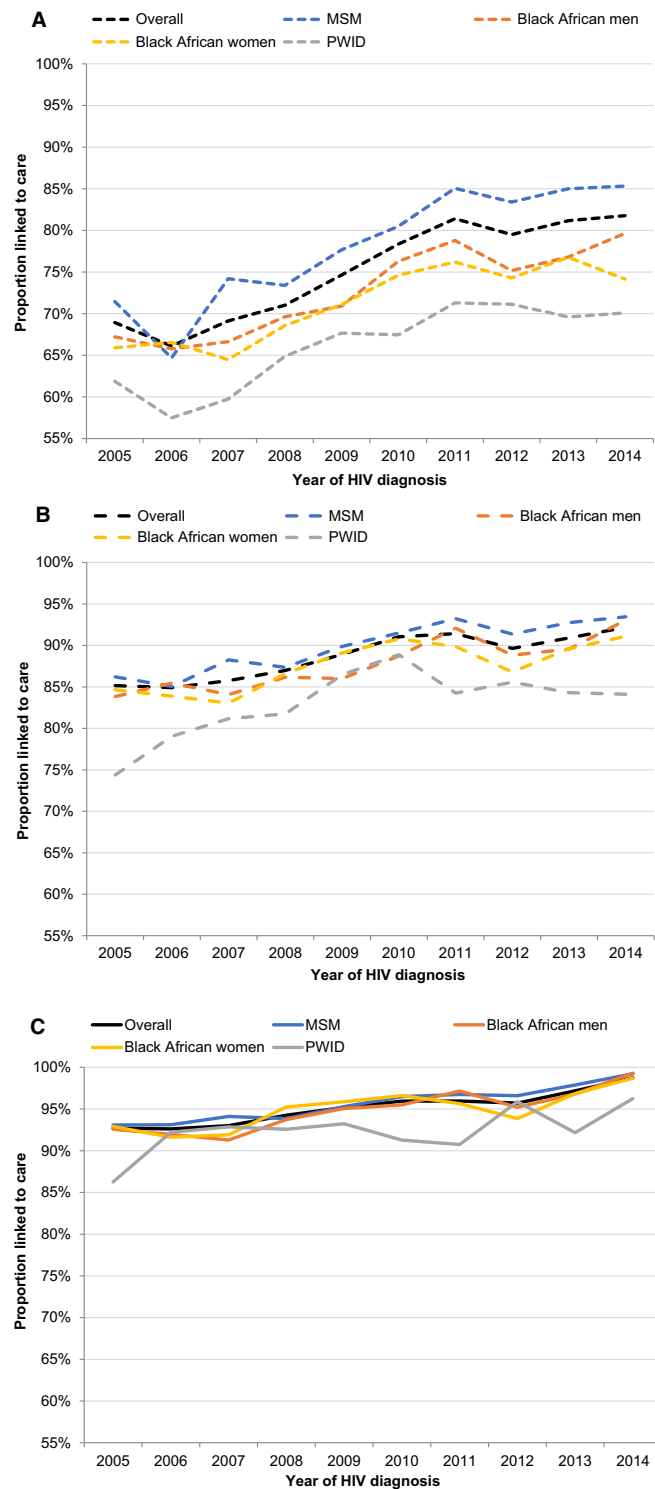 A
Overall MSM Black African men
Black African women PWID
100%
95%
90%
85%
80%
75%
70%
65%
60%
55%
Proportion linked to care
2005 2006 2007 2008 2009 2010 2011 2012 2013 2014
Year of HIV diagnosis
B
Overall MSM Black African men
Black African women PWID
100%
95%
90%
85%
80%
75%
70%
65%
60%
55%
Proportion linked to care
2005 2006 2007 2008 2009 2010 2011 2012 2013 2014
Year of HIV diagnosis
C
Overall MSM Black African men
Black African women PWID
100%
95%
90%
85%
80%
75%
70%
65%
60%
55%
Proportion linked to care
2005 2006 2007 2008 2009 2010 2011 2012 2013 2014
Year of HIV diagnosis